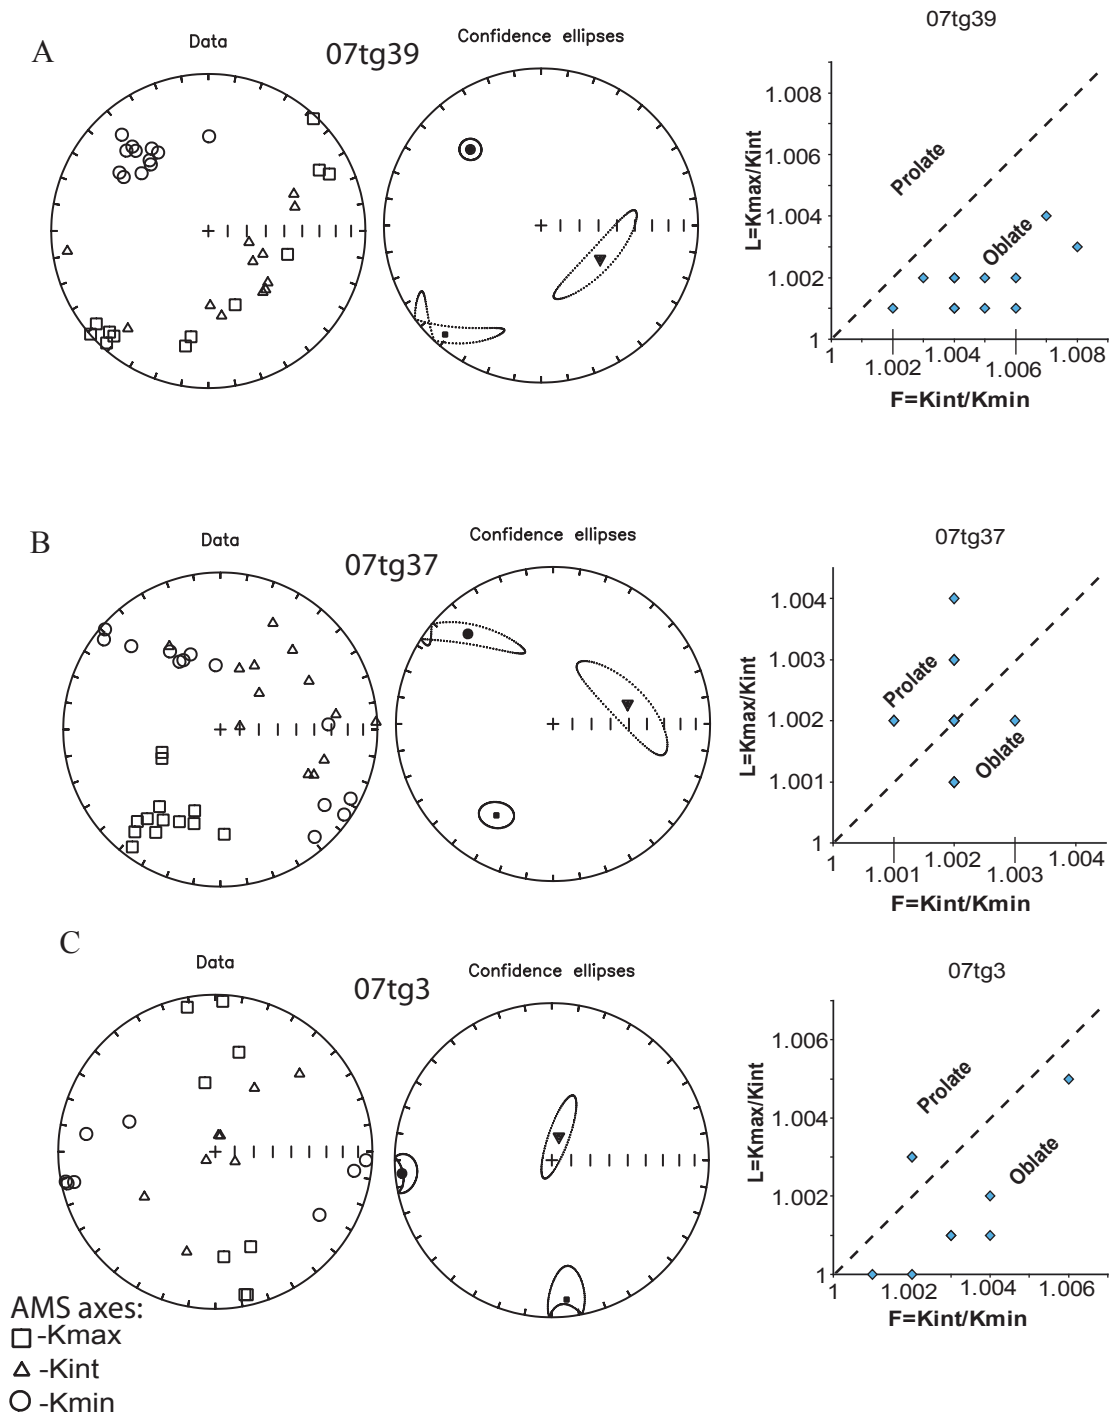 A
Data
07tg39
Confidence ellipses
07tg39
1.008
1.006
1.004
1.002
1
L=Kmax/Kint
Prolate
Oblate
1.002
1.004
1.006
1.008
F=Kint/Kmin
B
Data
07tg37
Confidence ellipses
07tg37
1.004
1.003
1.002
1.001
1
L=Kmax/Kint
Prolate
Oblate
1
1.001
1.002
1.003
1.004
F=Kint/Kmin
C
Data
07tg3
Confidence ellipses
07tg3
1.006
1.004
1.002
1
L=Kmax/Kint
Prolate
Oblate
1
1.002
1.004
1.006
F=Kint/Kmin
AMS axes:
-Kmax
-Kint
-Kmin